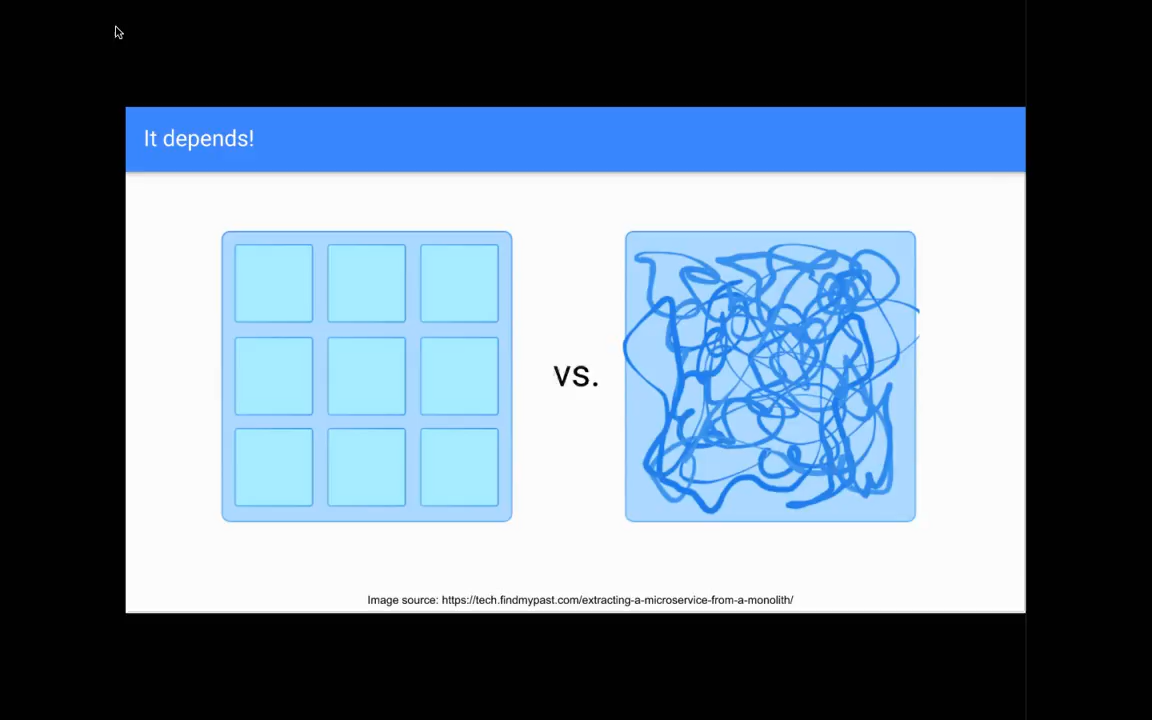 It depends!
vs.
Image source: https://tech.findmypast.com/extracting-a-microservice-from-a-monolith/